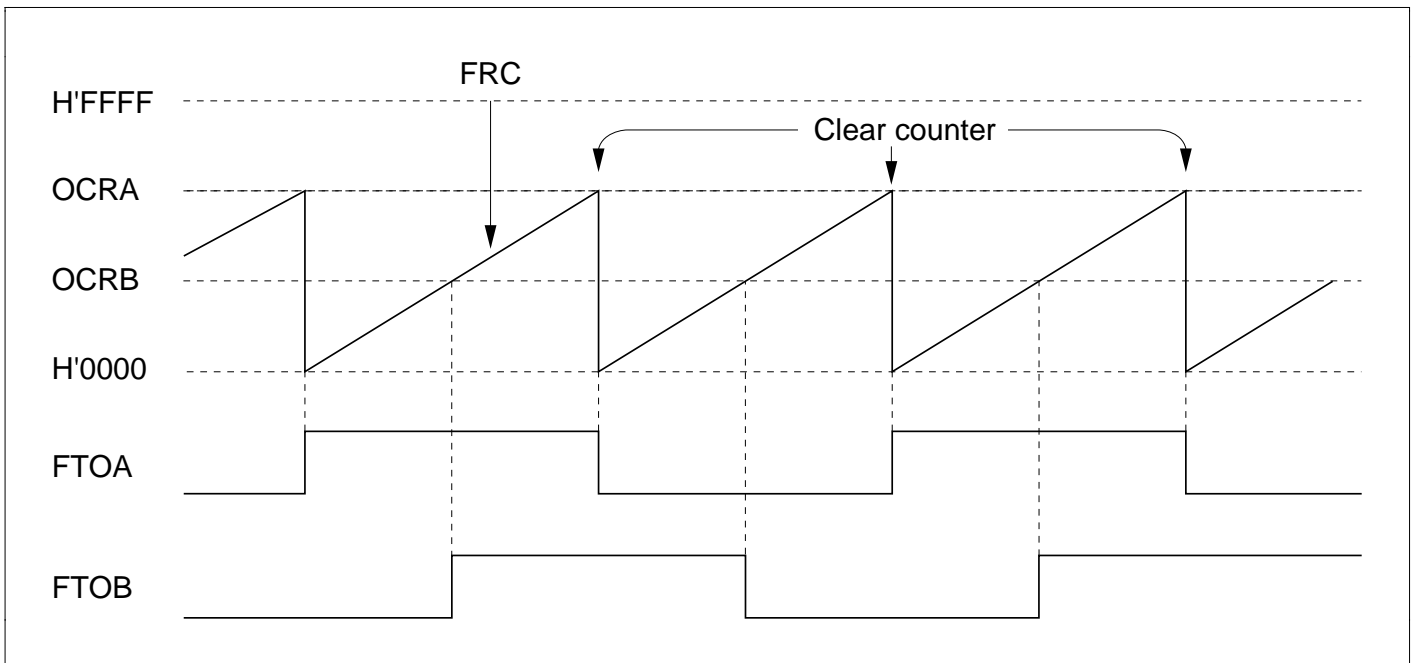 FRC
H'FFFF
Clear counter
OCRA
OCRB
H'0000
FTOA
FTOB